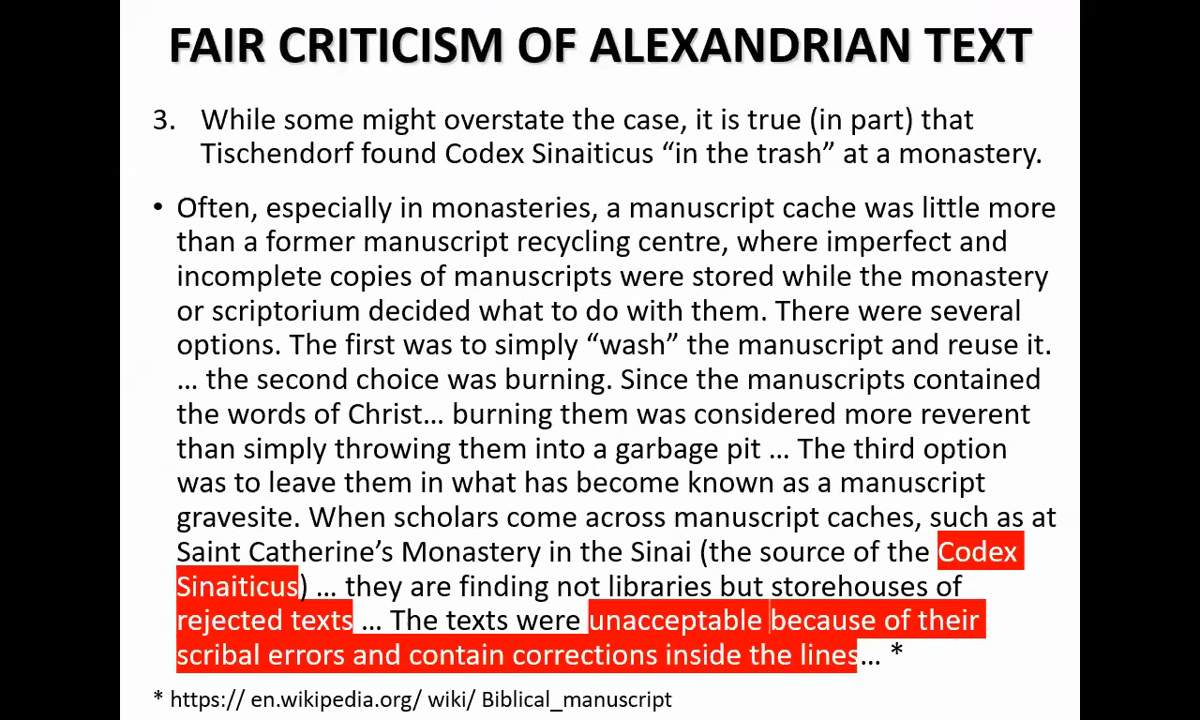 FAIR CRITICISM OF ALEXANDRIAN TEXT
3. While some might overstate the case, it is true (in part) that
Tischendorf found Codex Sinaiticus “in the trash” at a monastery.
• Often, especially in monasteries, a manuscript cache was little more
than a former manuscript recycling centre, where imperfect and
incomplete copies of manuscripts were stored while the monastery
or scriptorium decided what to do with them. There were several
options. The first was to simply “wash” the manuscript and reuse it.
… the second choice was burning. Since the manuscripts contained
the words of Christ… burning them was considered more reverent
than simply throwing them into a garbage pit … The third option
was to leave them in what has become known as a manuscript
gravesite. When scholars come across manuscript caches, such as at
Saint Catherine’s Monastery in the Sinai (the source of the Codex
Sinaiticus) … they are finding not libraries but storehouses of
rejected texts … The texts were unacceptable because of their
scribal errors and contain corrections inside the lines… *
* https:// en.wikipedia.org/ wiki/ Biblical_manuscript